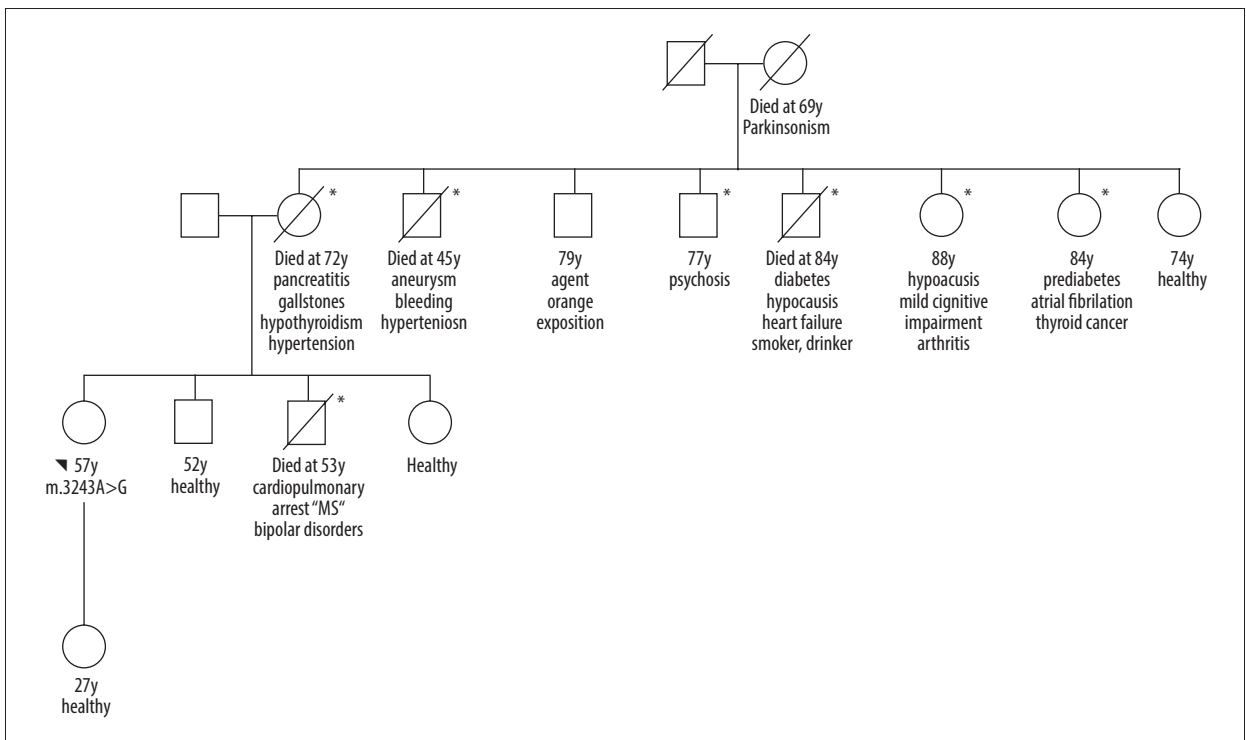 Died at 69y
Parkinsonism
*
*
*
*
*
*
Died at 72y
pancreatitis
gallstones
hypothyroidism
hypertension
Died at 45y
aneurysm
bleeding
hyperteniosn
79y
agent
orange
exposition
77y
psychosis
Died at 84y
diabetes
hypocausis
heart failure
smoker, drinker
88y
hypoacusis
mild cignitive
impairment
arthritis
84y
prediabetes
atrial fibrilation
thyroid cancer
74y
healthy
*
57y
m.3243A>G
52y
healthy
Died at 53y
cardiopulmonary
arrest “MS“
bipolar disorders
Healthy
27y
healthy